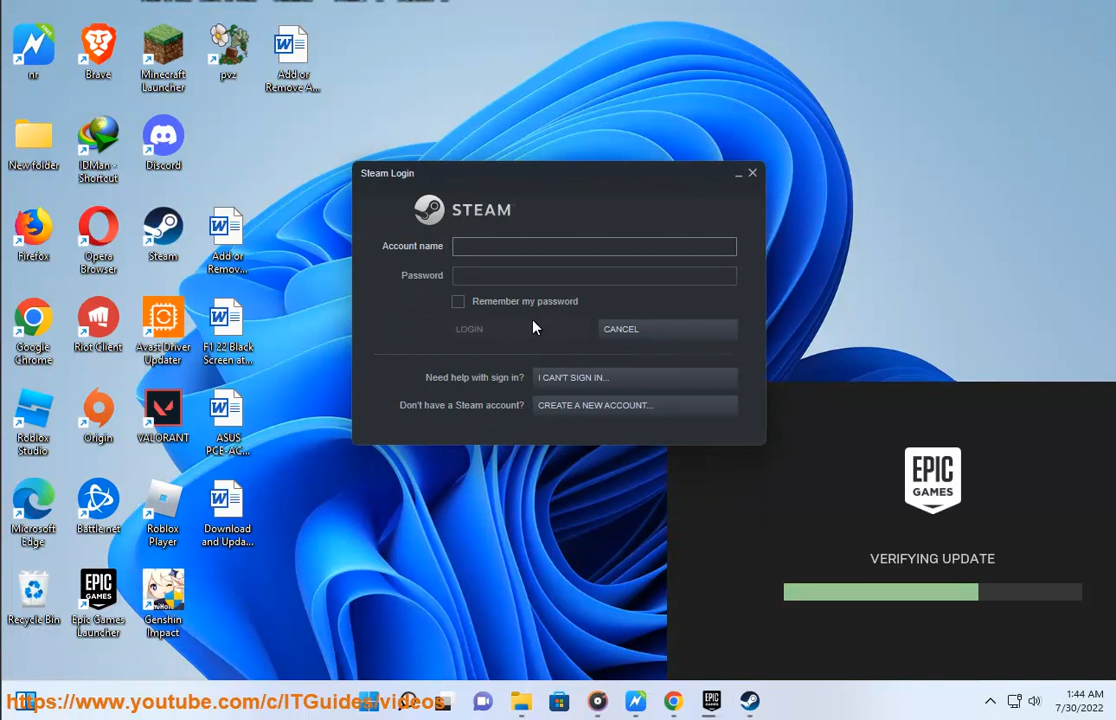 nr
Brave
Minecraft
Launcher
pvz
Add or
Remove A...
New folder
IDMan -
Shortcut
Discord
Firefox
Opera
Browser
Steam
Add or
Remov...
Google
Chrome
Riot Client
Avast Driver
Updater
F1 22 Black
Screen at...
Roblox
Studio
Origin
VALORANT
ASUS
PCE-AC...
Microsoft
Edge
Battle.net
Roblox
Player
Download
and Upda...
Recycle Bin
EPIC
GAMES
Epic Games
Launcher
Genshin
Impact
Steam Login
STEAM
Account name
Password
Remember my password
LOGIN
CANCEL
Need help with sign in?
I CAN'T SIGN IN...
Don't have a Steam account?
CREATE A NEW ACCOUNT...
EPIC
GAMES
VERIFYING UPDATE
https://www.youtube.com/c/ITGuides/videos
1:44 AM
7/30/2022